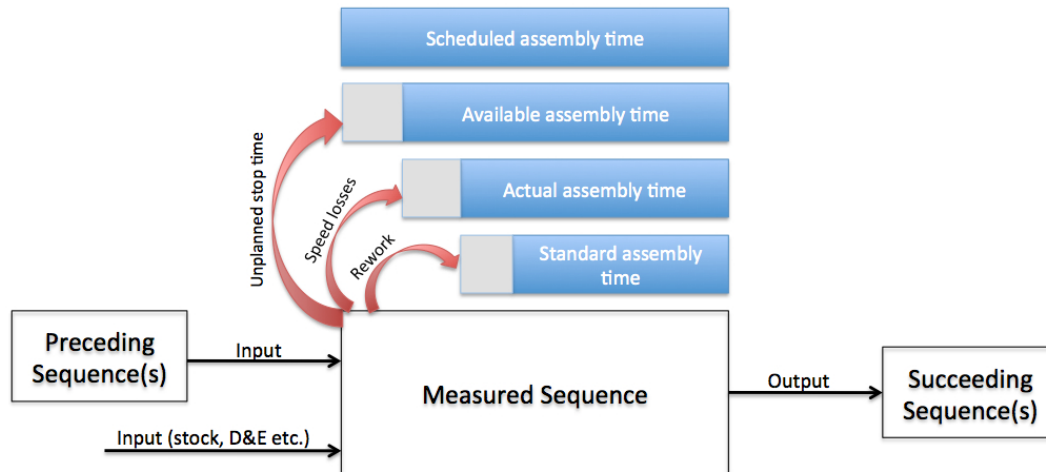 Scheduled assembly time
Available assembly time
Actual assembly time
Standard assembly
time
Unplanned stop time
Speed losses
Rework
Preceding
Sequence(s)
Input
Input (stock, D&E etc.)
Measured Sequence
Output
Succeeding
Sequence(s)